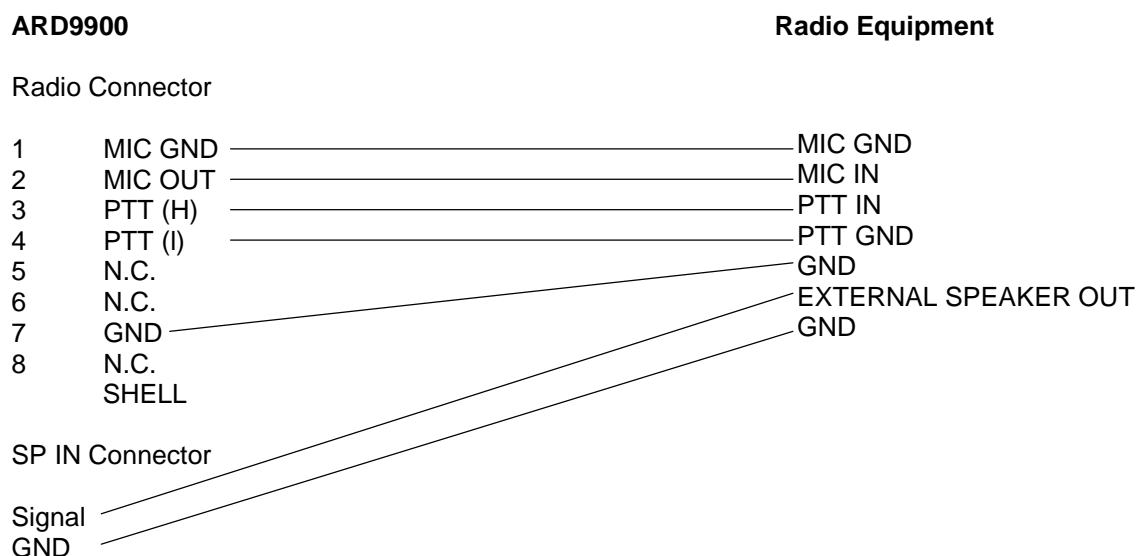 ARD9900 Radio Equipment
Radio Connector
1 MIC GND MIC GND
2 MIC OUT MIC IN
3 PTT (H) PTT IN
4 PTT (l) PTT GND
5 N.C. GND
6 N.C. EXTERNAL SPEAKER OUT
7 GND GND
8 N.C.
SHELL
SP IN Connector
Signal
GND